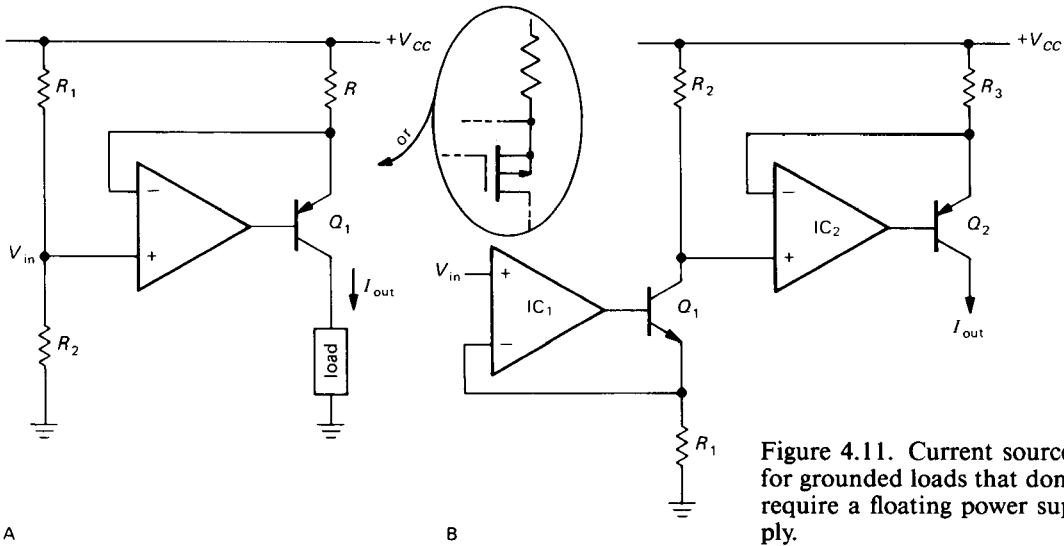 +V_CC
R_1
R
−
+
Q_1
V_in
R_2
I_out
load
A
or
+V_CC
R_2
R_3
−
+
IC_2
Q_2
I_out
V_in
+
−
IC_1
Q_1
R_1
B
Figure 4.11. Current source
for grounded loads that don
require a floating power sup
ply.